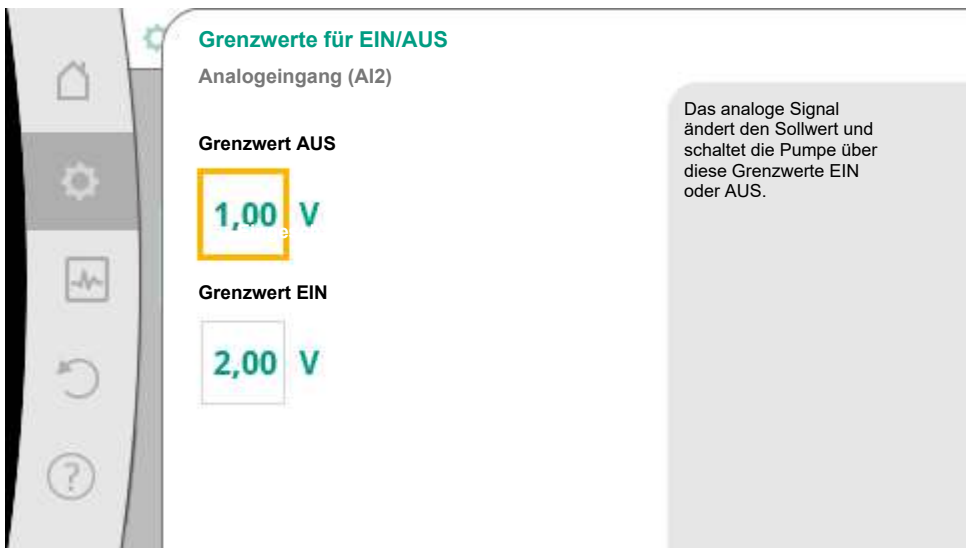 Grenzwerte für EIN/AUS
Analogeingang (AI2)
Grenzwert AUS
1,00 V
Grenzwert EIN
2,00 V
Das analoge Signal
ändert den Sollwert und
schaltet die Pumpe über
diese Grenzwerte EIN
oder AUS.
?